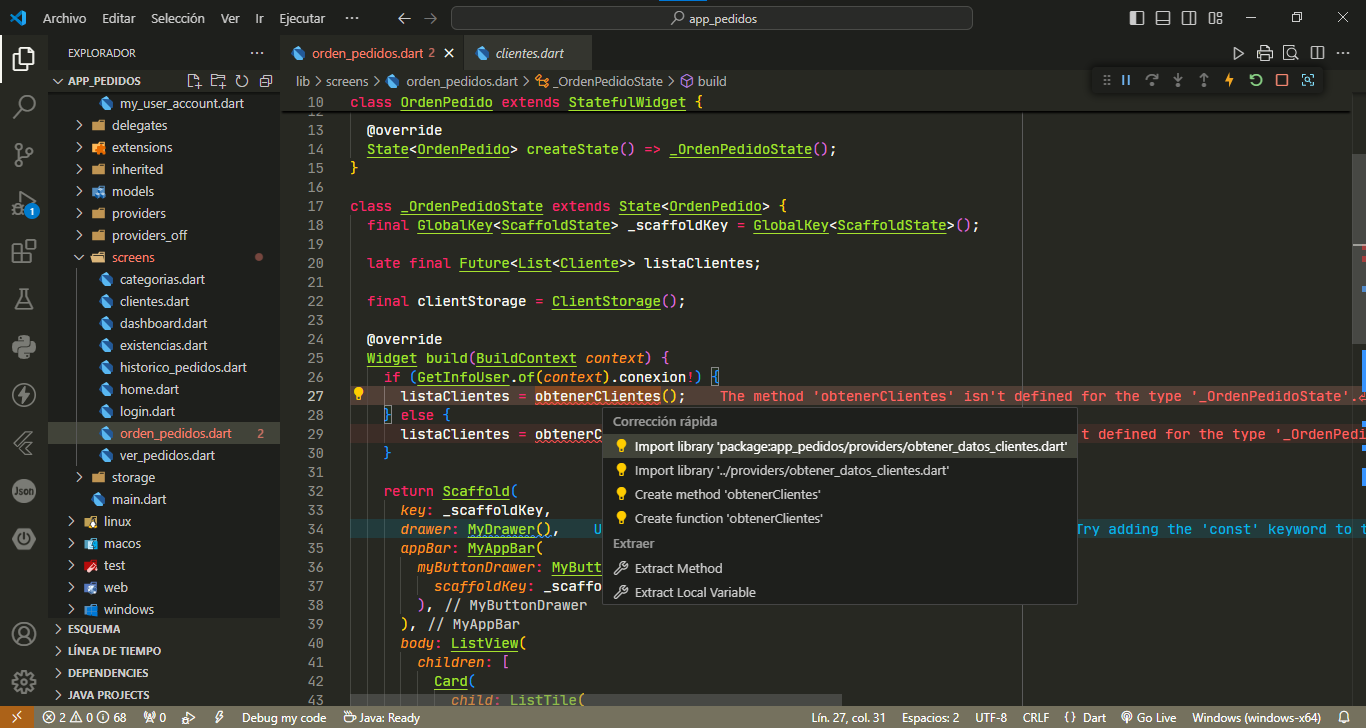 Archivo Editar Selección Ver Ir Ejecutar ··· app_pedidos
EXPLORADOR ···
APP_PEDIDOS
my_user_account.dart
delegates
extensions
inherited
models
providers
providers_off
screens
categorias.dart
clientes.dart
dashboard.dart
existencias.dart
historico_pedidos.dart
home.dart
login.dart
orden_pedidos.dart 2
ver_pedidos.dart
storage
main.dart
linux
macos
test
web
windows
ESQUEMA
LÍNEA DE TIEMPO
DEPENDENCIES
JAVA PROJECTS
1
Json
orden_pedidos.dart 2 clientes.dart
lib > screens > orden_pedidos.dart > _OrdenPedidoState > build
10 class OrdenPedido extends StatefulWidget {
12
13 @override
14 State<OrdenPedido> createState() => _OrdenPedidoState();
15 }
16
17 class _OrdenPedidoState extends State<OrdenPedido> {
18 final GlobalKey<ScaffoldState> _scaffoldKey = GlobalKey<ScaffoldState>();
19
20 late final Future<List<Cliente>> listaClientes;
21
22 final clientStorage = ClientStorage();
23
24 @override
25 Widget build(BuildContext context) {
26 if (GetInfoUser.of(context).conexion!) {
27 listaClientes = obtenerClientes(); The method 'obtenerClientes' isn't defined for the type '_OrdenPedidoState'.
28 } else {
29 listaClientes = obtenerC t defined for the type '_OrdenPedi
30 }
31
32 return Scaffold(
33 key: _scaffoldKey,
34 drawer: MyDrawer(), U Try adding the 'const' keyword to t
35 appBar: MyAppBar(
36 myButtonDrawer: MyButt
37 scaffoldKey: _scaffo
38 ), // MyButtonDrawer
39 ), // MyAppBar
40 body: ListView(
41 children: [
42 Card(
43 child: ListTile(
Corrección rápida
Import library 'package:app_pedidos/providers/obtener_datos_clientes.dart'
Import library '../providers/obtener_datos_clientes.dart'
Create method 'obtenerClientes'
Create function 'obtenerClientes'
Extraer
Extract Method
Extract Local Variable
2 0 68 0 Debug my code Java: Ready Lín. 27, col. 31 Espacios: 2 UTF-8 CRLF {} Dart Go Live Windows (windows-x64)